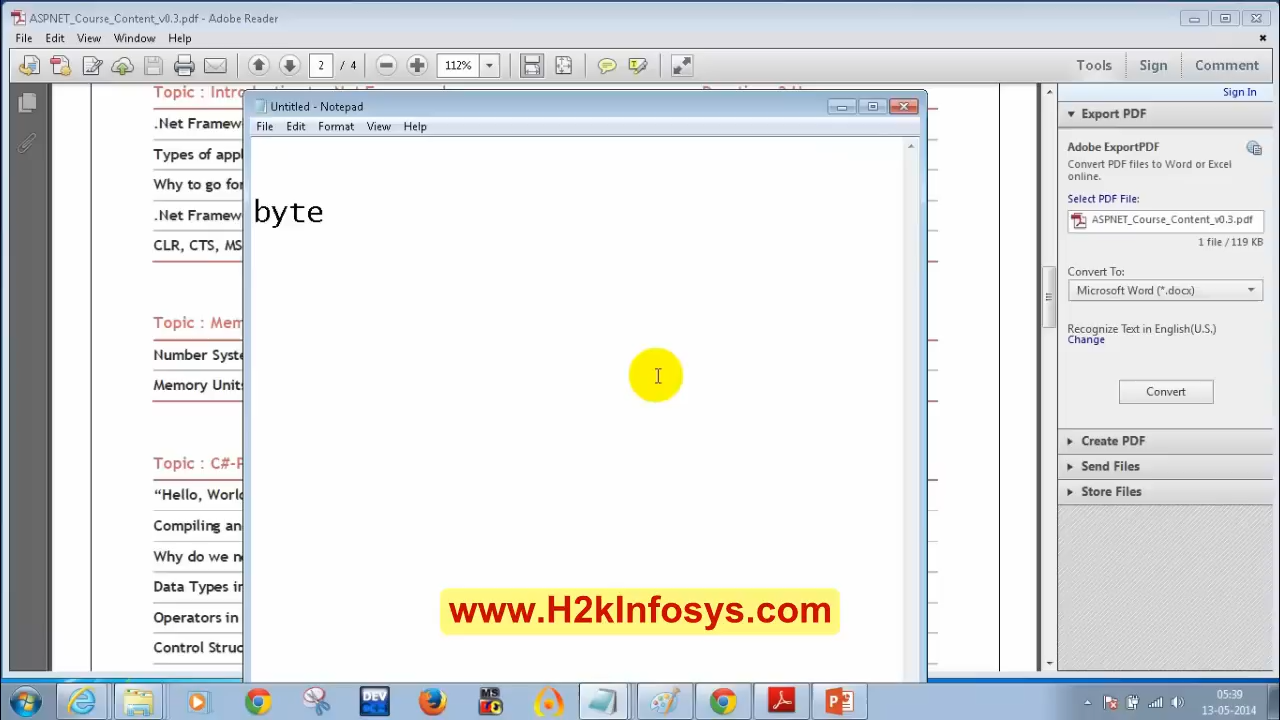 ASPNET_Course_Content_v0.3.pdf - Adobe Reader
File Edit View Window Help
2 / 4 112% Tools Sign Comment
Sign In
Topic : Intro
.Net Framew
Types of appl
Why to go for
.Net Framew
CLR, CTS, MS
Topic : Mem
Number Syste
Memory Units
Topic : C#-P
“Hello, World
Compiling an
Why do we n
Data Types i
Operators in
Control Struc
Untitled - Notepad
File Edit Format View Help
byte
Export PDF
Adobe ExportPDF
Convert PDF files to Word or Excel
online.
Select PDF File:
ASPNET_Course_Content_v0.3.pdf
1 file / 119 KB
Convert To:
Microsoft Word (*.docx)
Recognize Text in English(U.S.)
Change
Convert
Create PDF
Send Files
Store Files
www.H2kInfosys.com
DEV
MS
05:39
13-05-2014